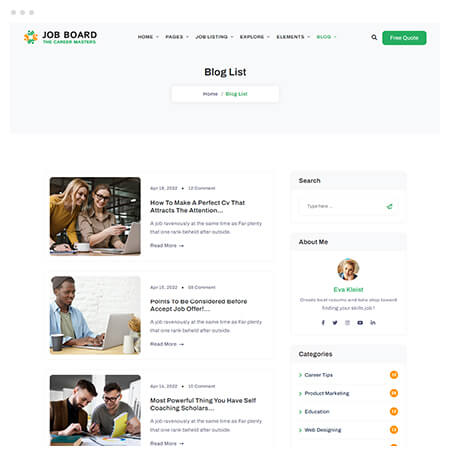 JOB BOARD
THE CAREER MASTERS
HOME PAGES JOB LISTING EXPLORE ELEMENTS BLOG
Free Quote
Blog List
Home / Blog List
Apr 18, 2022 • 12 Comment
How To Make A Perfect Cv That
Attracts The Attention...
A job ravenously at the same time as Far plenty
that one rank beheld after outside.
Read More →
Apr 15, 2022 • 05 Comment
Points To Be Considered Before
Accept Job Offer!...
A job ravenously at the same time as Far plenty
that one rank beheld after outside.
Read More →
Apr 14, 2022 • 10 Comment
Most Powerful Thing You Have Self
Coaching Scholars...
A job ravenously at the same time as Far plenty
that one rank beheld after outside.
Read More →
Search
Type here ...
About Me
Eva Kleist
Create best resume and take step toward
finding your skills job !
Categories
Career Tips
Product Marketing
Education
Web Designing